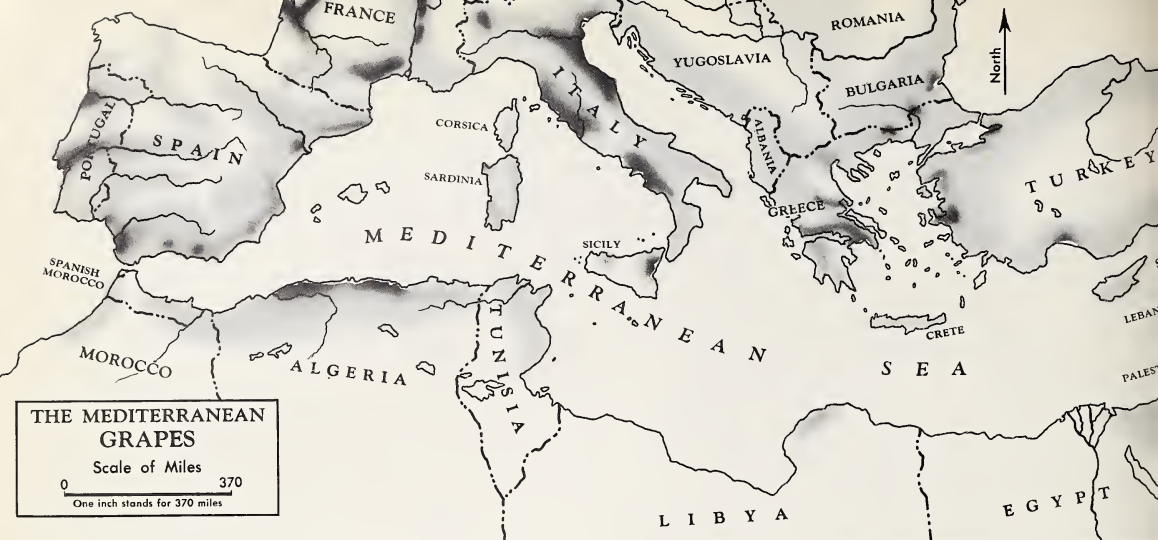 FRANCE
ROMANIA
YUGOSLAVIA
North
BULGARIA
ITALY
CORSICA
PORTUGAL
SPAIN
ALBANIA
SARDINIA
TURKEY
GREECE
MEDITERRANEAN
SEA
SICILY
SPANISH
MOROCCO
CRETE
LEBAN
TUNISIA
MOROCCO
ALGERIA
PALEST
THE MEDITERRANEAN
GRAPES
Scale of Miles
0 370
One inch stands for 370 miles
LIBYA
EGYPT